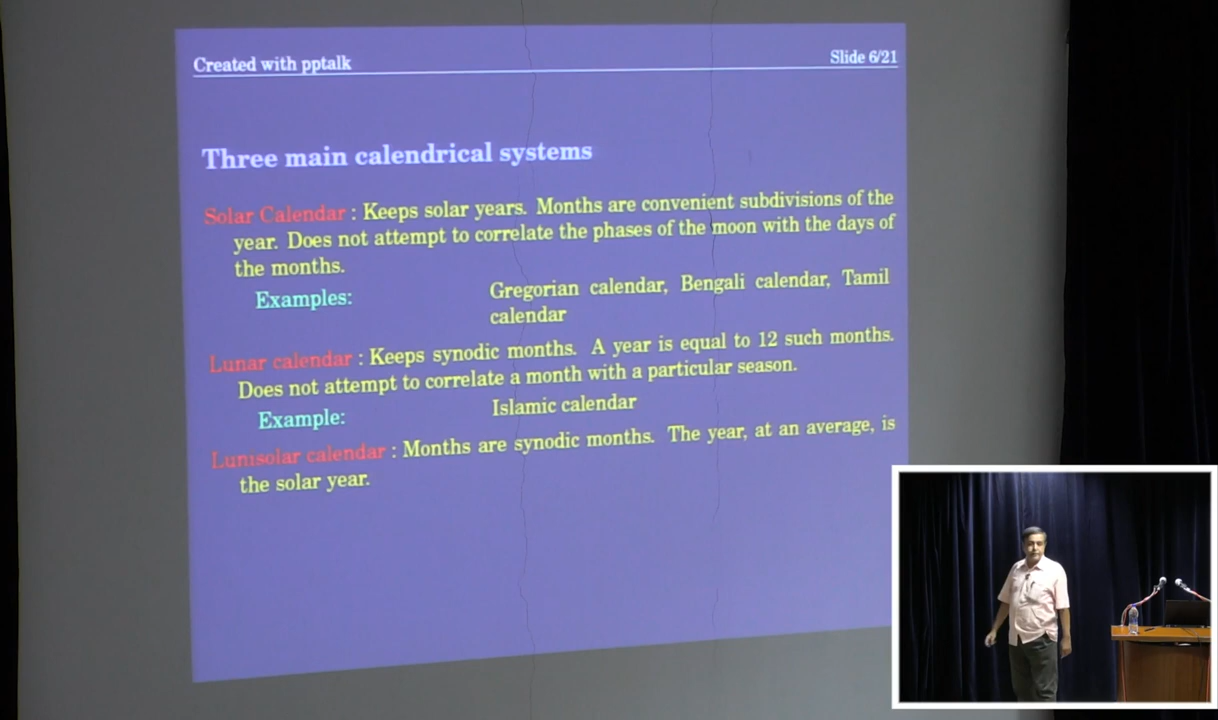 Created with pptalk
Slide 6/21
Three main calendrical systems
Solar Calendar : Keeps solar years. Months are convenient subdivisions of the
year. Does not attempt to correlate the phases of the moon with the days of
the months.
Examples:
Gregorian calendar, Bengali calendar, Tamil
calendar
Lunar calendar : Keeps synodic months. A year is equal to 12 such months.
Does not attempt to correlate a month with a particular season.
Example:
Islamic calendar
Lunisolar calendar : Months are synodic months. The year, at an average, is
the solar year.